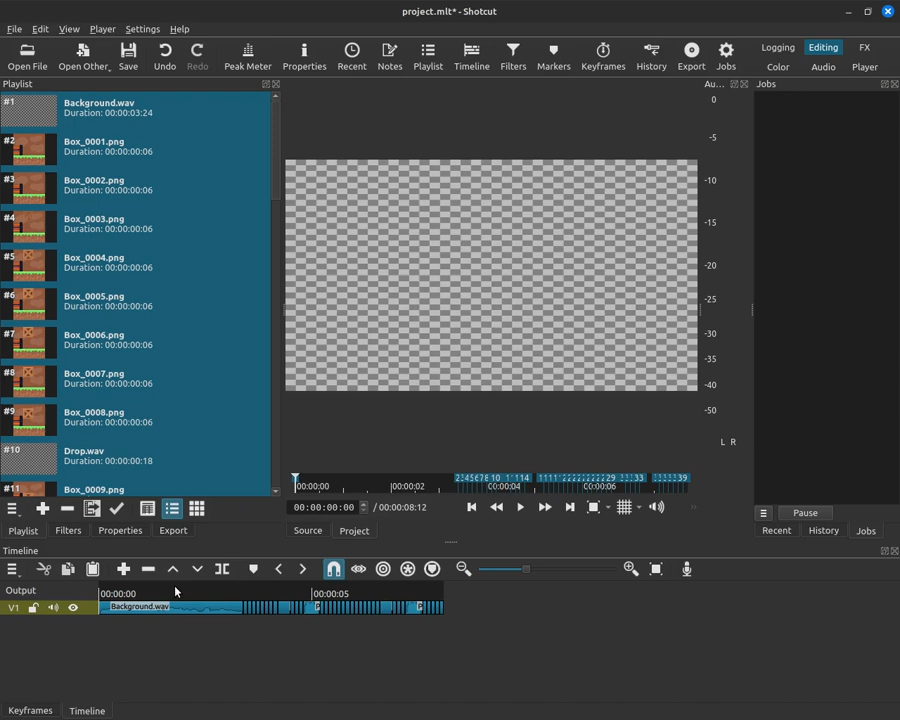 project.mlt* - Shotcut
File Edit View Player Settings Help
Open File Open Other... Save Undo Redo Peak Meter Properties Recent Notes Playlist Timeline Filters Markers Keyframes History Export Jobs
Logging Editing FX
Color Audio Player
Playlist
Au...
Jobs
#1 Background.wav
Duration: 00:00:03:24
#2 Box_0001.png
Duration: 00:00:00:06
#3 Box_0002.png
Duration: 00:00:00:06
#4 Box_0003.png
Duration: 00:00:00:06
#5 Box_0004.png
Duration: 00:00:00:06
#6 Box_0005.png
Duration: 00:00:00:06
#7 Box_0006.png
Duration: 00:00:00:06
#8 Box_0007.png
Duration: 00:00:00:06
#9 Box_0008.png
Duration: 00:00:00:06
#10 Drop.wav
Duration: 00:00:00:18
#11 Box_0009.png
0
-5
-10
-15
-20
-25
-30
-35
-40
-50
L R
00:00:00 00:00:02 00:00:04 00:00:06
00:00:00:00 / 00:00:08:12
Source Project
Pause
Playlist Filters Properties Export
Recent History Jobs
Timeline
Output
00:00:00 00:00:05
V1
Background.wav
Keyframes Timeline